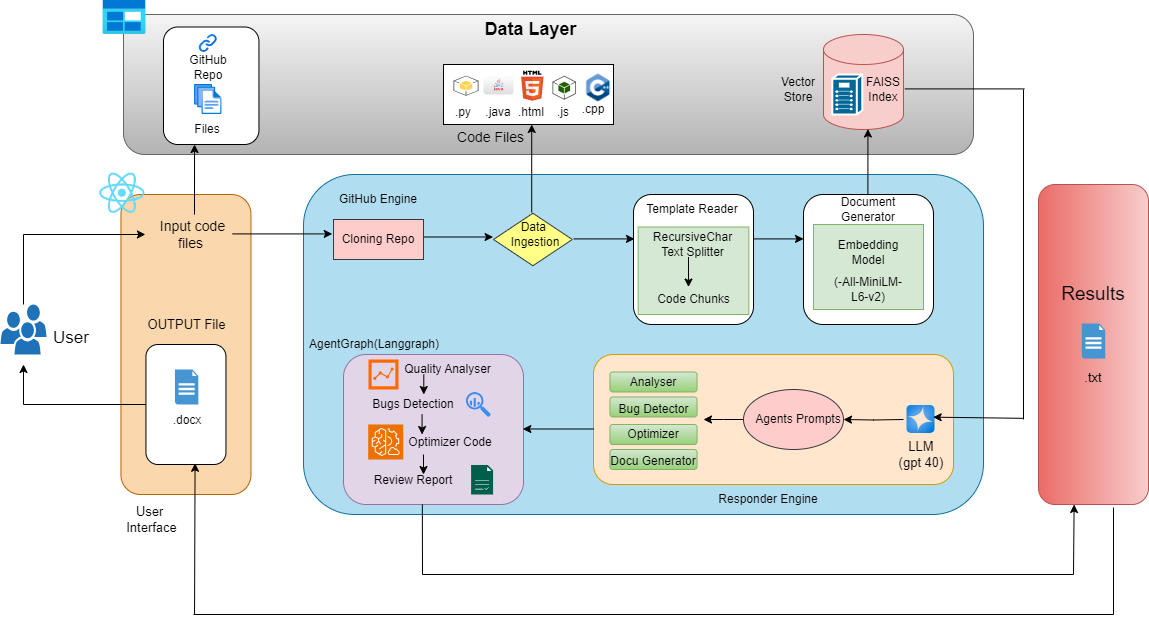 Data Layer
GitHub
Repo
Files
HTML
.py
.java
.html
.js
.cpp
Code Files
Vector
Store
FAISS
Index
Input code
files
GitHub Engine
Cloning Repo
Data
Ingestion
Template Reader
RecursiveChar
Text Splitter
Code Chunks
Document
Generator
Embedding
Model
(-All-MiniLM-
L6-v2)
User
OUTPUT File
.docx
User
Interface
AgentGraph(Langgraph)
Quality Analyser
Bugs Detection
Optimizer Code
Review Report
Analyser
Bug Detector
Optimizer
Docu Generator
Agents Prompts
LLM
(gpt 40)
Responder Engine
Results
.txt